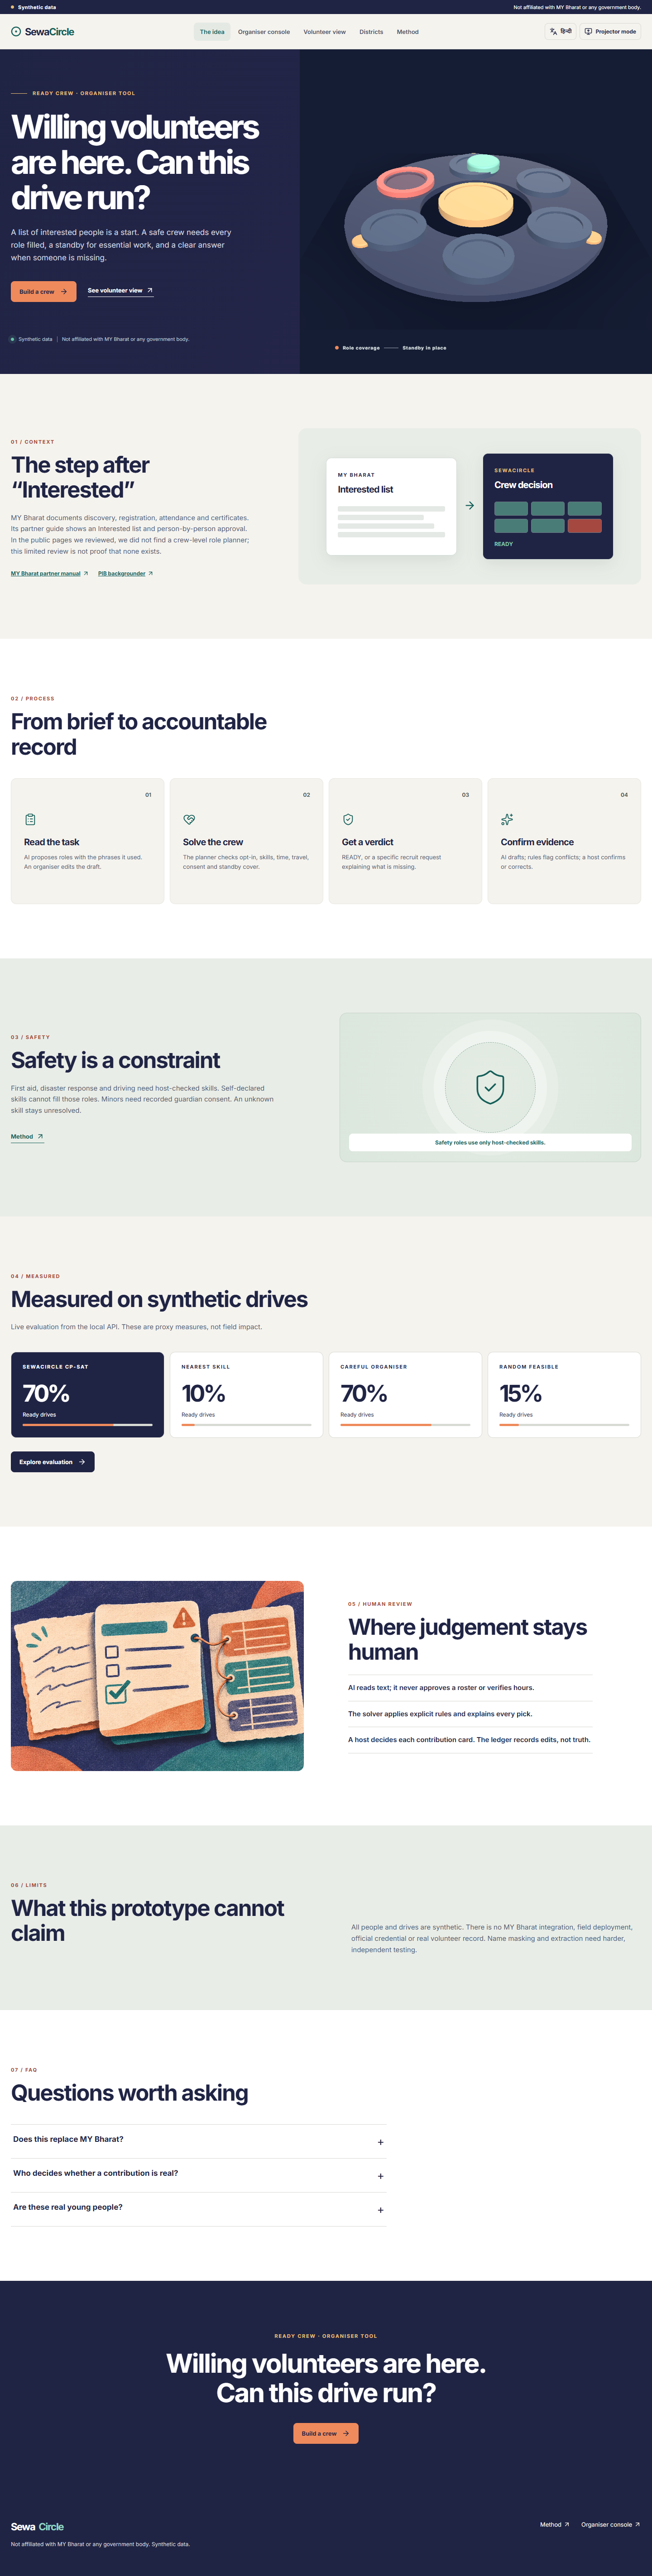 Synthetic data
Not affiliated with MY Bharat or any government body.
SewaCircle
The idea
Organiser console
Volunteer view
Districts
Method
हिन्दी
Projector mode
READY CREW · ORGANISER TOOL
Willing volunteers
are here. Can this
drive run?
A list of interested people is a start. A safe crew needs every
role filled, a standby for essential work, and a clear answer
when someone is missing.
Build a crew
See volunteer view
Synthetic data | Not affiliated with MY Bharat or any government body.
Role coverage
Standby in place
01 / CONTEXT
The step after
“Interested”
MY Bharat documents discovery, registration, attendance and certificates.
Its partner guide shows an Interested list and person-by-person approval.
In the public pages we reviewed, we did not find a crew-level role planner;
this limited review is not proof that none exists.
MY Bharat partner manual
PIB backgrounder
MY BHARAT
Interested list
SEWACIRCLE
Crew decision
READY
02 / PROCESS
From brief to accountable
record
01
Read the task
AI proposes roles with the phrases it used.
An organiser edits the draft.
02
Solve the crew
The planner checks opt-in, skills, time, travel,
consent and standby cover.
03
Get a verdict
READY, or a specific recruit request
explaining what is missing.
04
Confirm evidence
AI drafts; rules flag conflicts; a host confirms
or corrects.
03 / SAFETY
Safety is a constraint
First aid, disaster response and driving need host-checked skills. Self-declared
skills cannot fill those roles. Minors need recorded guardian consent. An unknown
skill stays unresolved.
Method
Safety roles use only host-checked skills.
04 / MEASURED
Measured on synthetic drives
Live evaluation from the local API. These are proxy measures, not field impact.
SEWACIRCLE CP-SAT
70%
Ready drives
NEAREST SKILL
10%
Ready drives
CAREFUL ORGANISER
70%
Ready drives
RANDOM FEASIBLE
15%
Ready drives
Explore evaluation
05 / HUMAN REVIEW
Where judgement stays
human
AI reads text; it never approves a roster or verifies hours.
The solver applies explicit rules and explains every pick.
A host decides each contribution card. The ledger records edits, not truth.
06 / LIMITS
What this prototype cannot
claim
All people and drives are synthetic. There is no MY Bharat integration, field deployment,
official credential or real volunteer record. Name masking and extraction need harder,
independent testing.
07 / FAQ
Questions worth asking
Does this replace MY Bharat?
Who decides whether a contribution is real?
Are these real young people?
READY CREW · ORGANISER TOOL
Willing volunteers are here.
Can this drive run?
Build a crew
Sewa Circle
Not affiliated with MY Bharat or any government body. Synthetic data.
Method
Organiser console